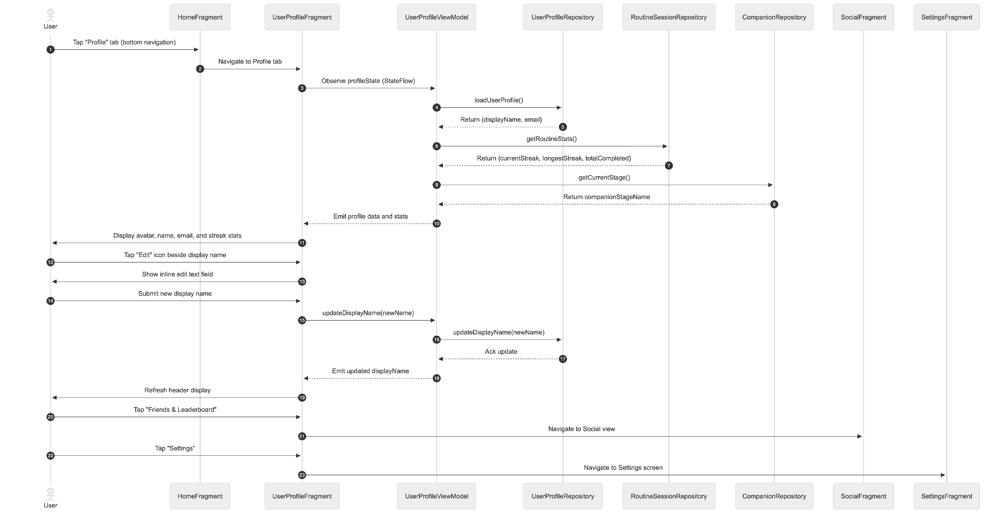 User
HomeFragment
UserProfileFragment
UserProfileViewModel
UserProfileRepository
RoutineSessionRepository
CompanionRepository
SocialFragment
SettingsFragment
Tap "Profile" tab (bottom navigation)
1
Navigate to Profile tab
2
Observe profileState (StateFlow)
3
loadUserProfile()
4
Return {displayName, email}
5
getRoutineStats()
6
Return {currentStreak, longestStreak, totalCompleted}
7
getCurrentStage()
8
Return companionStageName
9
Emit profile data and stats
10
Display avatar, name, email, and streak stats
11
Tap "Edit" icon beside display name
12
Show inline edit text field
13
Submit new display name
14
updateDisplayName(newName)
15
updateDisplayName(newName)
16
Ack update
17
Emit updated displayName
18
Refresh header display
19
Tap "Friends & Leaderboard"
20
Navigate to Social view
21
Tap "Settings"
22
Navigate to Settings screen
23
User
HomeFragment
UserProfileFragment
UserProfileViewModel
UserProfileRepository
RoutineSessionRepository
CompanionRepository
SocialFragment
SettingsFragment